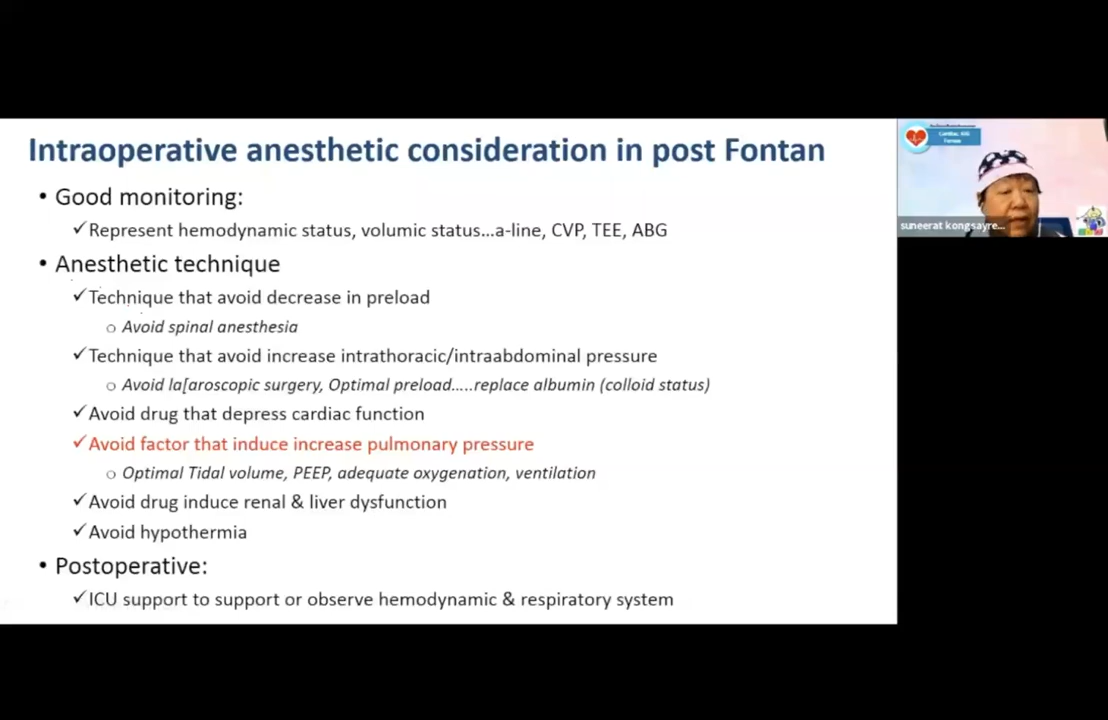 Intraoperative anesthetic consideration in post Fontan
• Good monitoring:
✓Represent hemodynamic status, volumic status...a-line, CVP, TEE, ABG
• Anesthetic technique
✓Technique that avoid decrease in preload
o Avoid spinal anesthesia
✓Technique that avoid increase intrathoracic/intraabdominal pressure
o Avoid la[aroscopic surgery, Optimal preload.....replace albumin (colloid status)
✓Avoid drug that depress cardiac function
✓Avoid factor that induce increase pulmonary pressure
o Optimal Tidal volume, PEEP, adequate oxygenation, ventilation
✓Avoid drug induce renal & liver dysfunction
✓Avoid hypothermia
• Postoperative:
✓ICU support to support or observe hemodynamic & respiratory system
suneerat kongsayre...